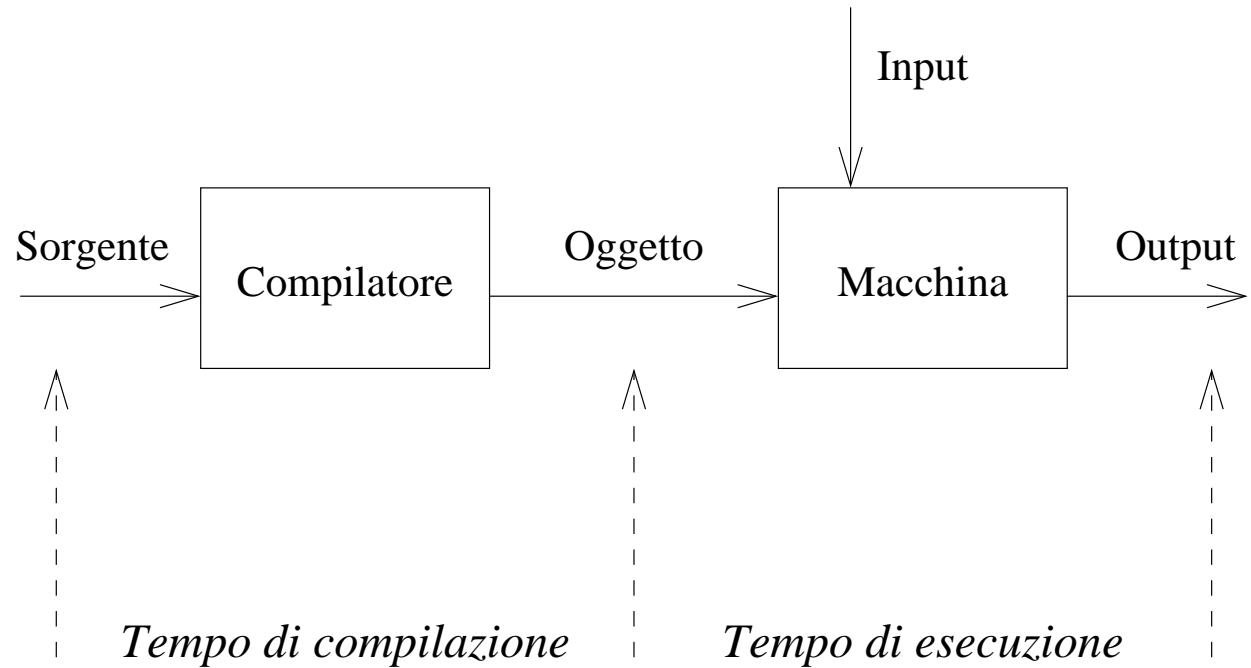 Input
Sorgente
Oggetto
Output
Compilatore
Macchina
Tempo di compilazione
Tempo di esecuzione